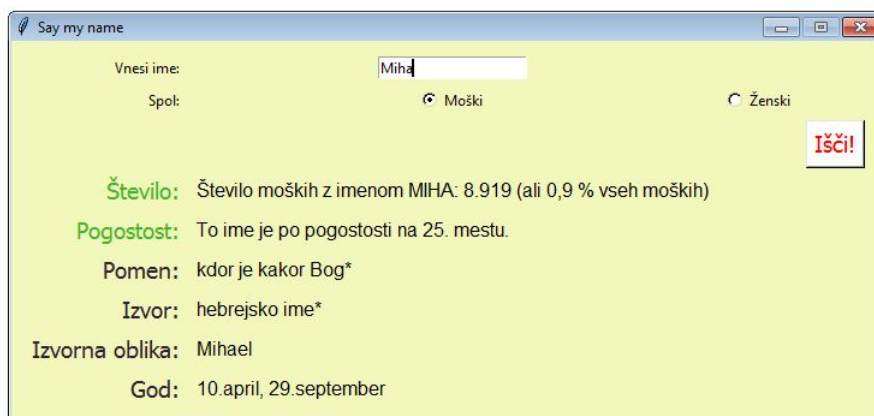 Say my name
Vnesi ime: Miha
Spol: Moški Ženski
Išči!
Število: Število moških z imenom MIHA: 8.919 (ali 0,9 % vseh moških)
Pogostost: To ime je po pogostosti na 25. mestu.
Pomen: kdor je kakor Bog*
Izvor: hebrejsko ime*
Izvorna oblika: Mihael
God: 10.april, 29.september